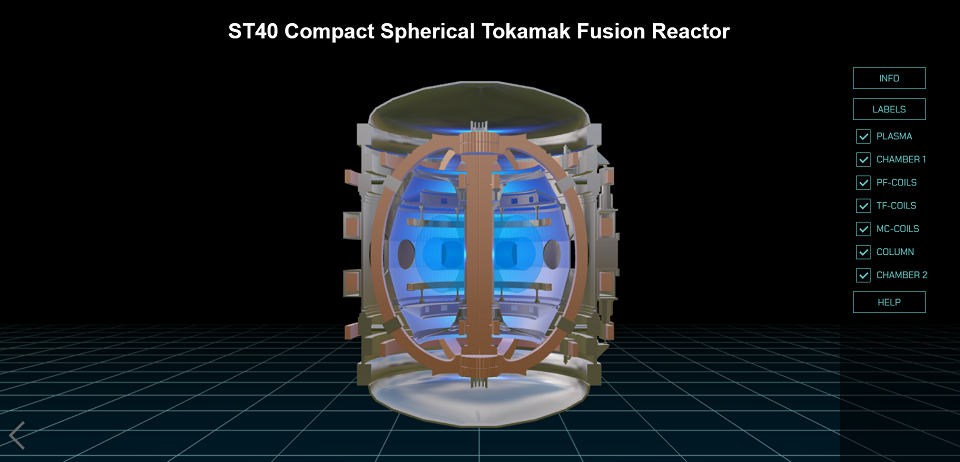 ST40 Compact Spherical Tokamak Fusion Reactor
INFO
LABELS
PLASMA
CHAMBER 1
PF-COILS
TF-COILS
MC-COILS
COLUMN
CHAMBER 2
HELP